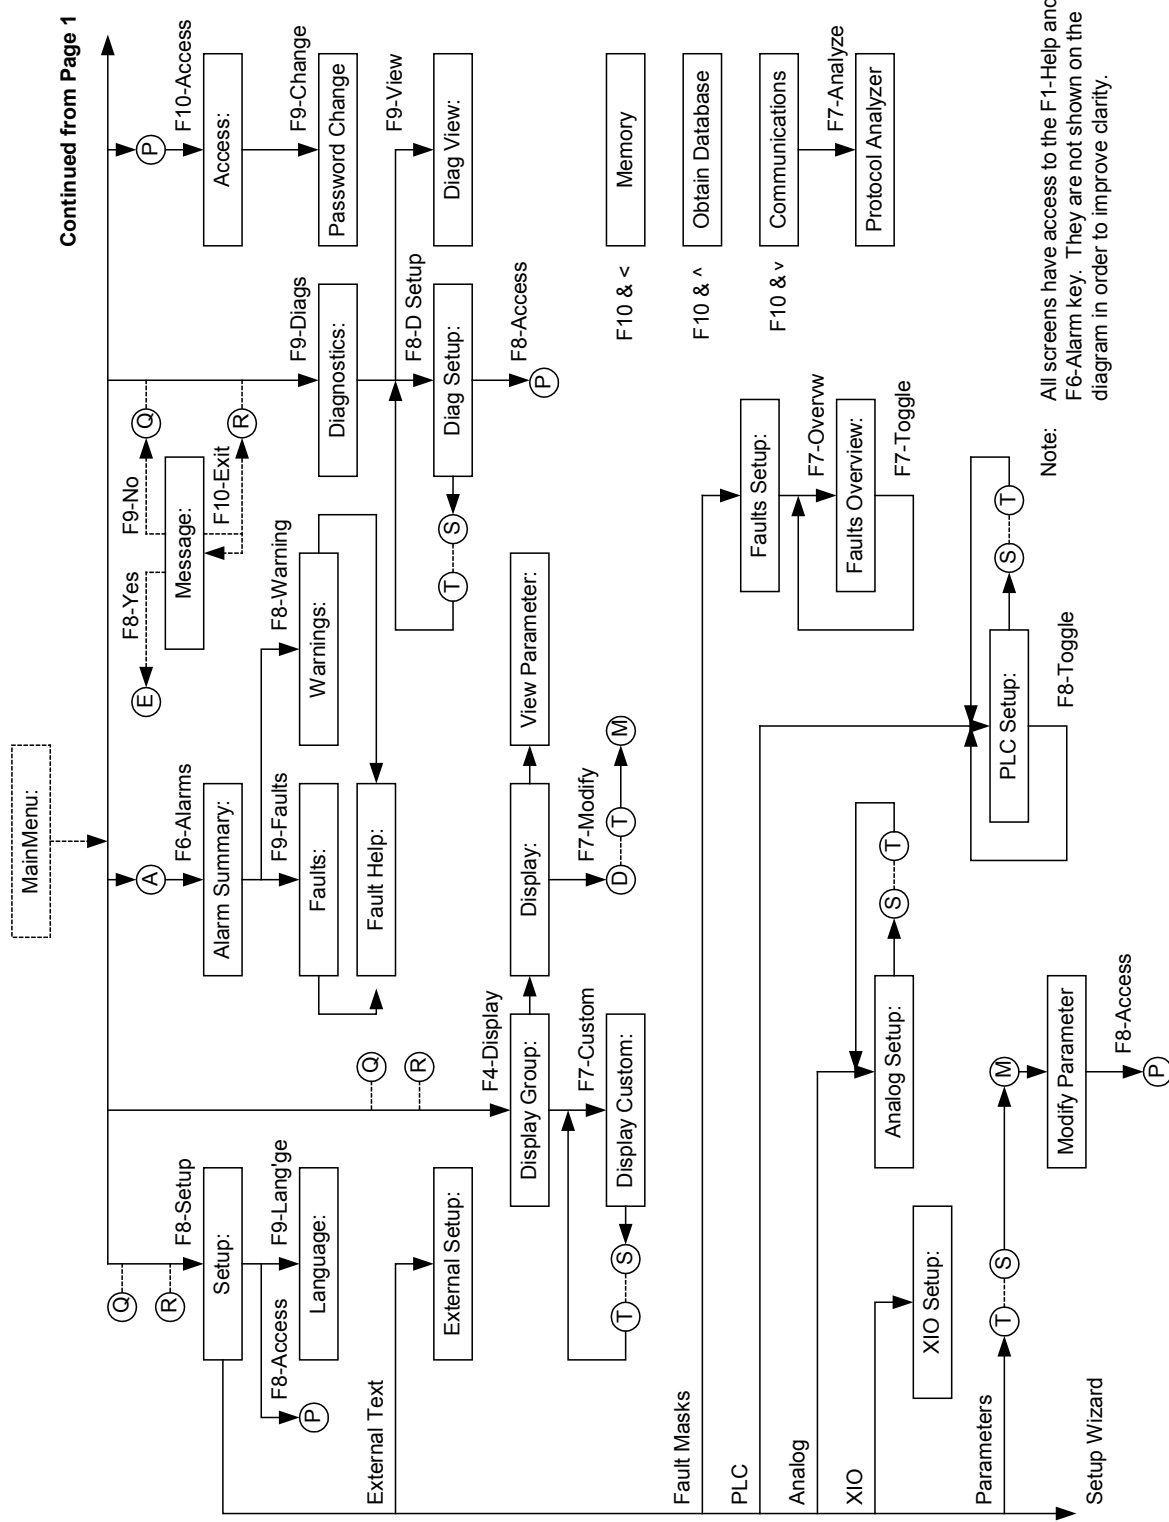 Continued from Page 1
MainMenu:
F8-Setup
Q
R
Setup:
F8-Access
F9-Lang'ge
P
Language:
External Text
External Setup:
Q
R
F4-Display
Display Group:
F7-Custom
Display Custom:
S
T
A
F6-Alarms
Alarm Summary:
F9-Faults
F8-Warning
Faults:
Warnings:
Fault Help:
Display:
View Parameter:
F7-Modify
D
T
M
F8-Yes
F9-No
E
Message:
F10-Exit
Q
R
F9-Diags
Diagnostics:
F8-D Setup
F9-View
Diag Setup:
Diag View:
S
T
F8-Access
P
P
F10-Access
Access:
F9-Change
Password Change
F10 & <
Memory
F10 & ^
Obtain Database
F10 & v
Communications
F7-Analyze
Protocol Analyzer
Fault Masks
Faults Setup:
F7-Overvw
Faults Overview:
F7-Toggle
PLC
PLC Setup:
S
T
F8-Toggle
Analog
Analog Setup:
S
T
XIO
XIO Setup:
Parameters
T
S
M
Modify Parameter
F8-Access
P
Setup Wizard
Note:
All screens have access to the F1-Help and
F6-Alarm key. They are not shown on the
diagram in order to improve clarity.